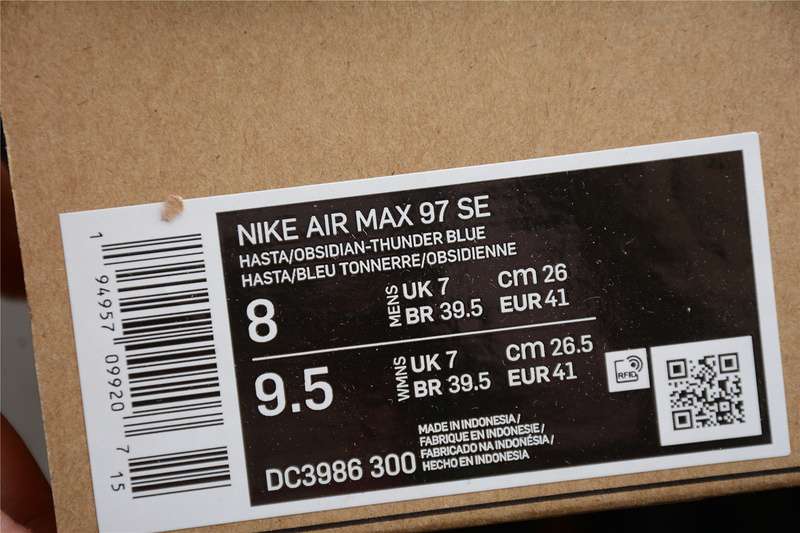 NIKE AIR MAX 97 SE
HASTA/OBSIDIAN-THUNDER BLUE
HASTA/BLEU TONNERRE/OBSIDIENNE
8
MENS
UK 7
cm 26
BR 39.5
EUR 41
9.5
WMNS
UK 7
cm 26.5
BR 39.5
EUR 41
RFID
DC3986 300
MADE IN INDONESIA/
FABRIQUE EN INDONESIE/
FABRICADO NA INDONÉSIA/
HECHO EN INDONESIA
1 94957 09920 7 15